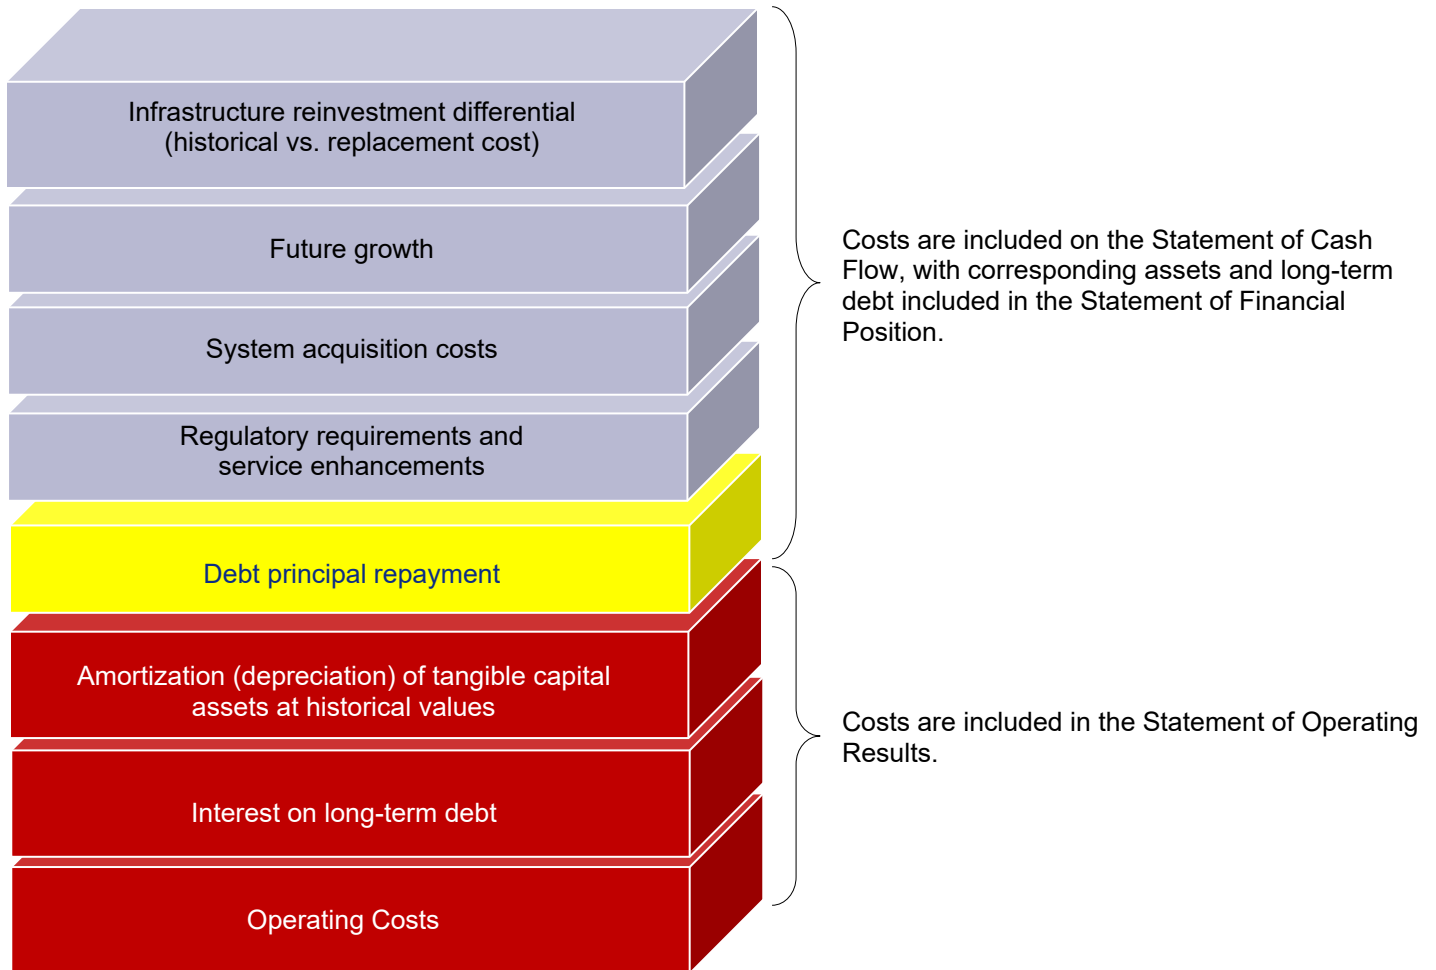 Infrastructure reinvestment differential
(historical vs. replacement cost)
Future growth
System acquisition costs
Regulatory requirements and
service enhancements
Debt principal repayment
Amortization (depreciation) of tangible capital
assets at historical values
Interest on long-term debt
Operating Costs
Costs are included on the Statement of Cash
Flow, with corresponding assets and long-term
debt included in the Statement of Financial
Position.
Costs are included in the Statement of Operating
Results.